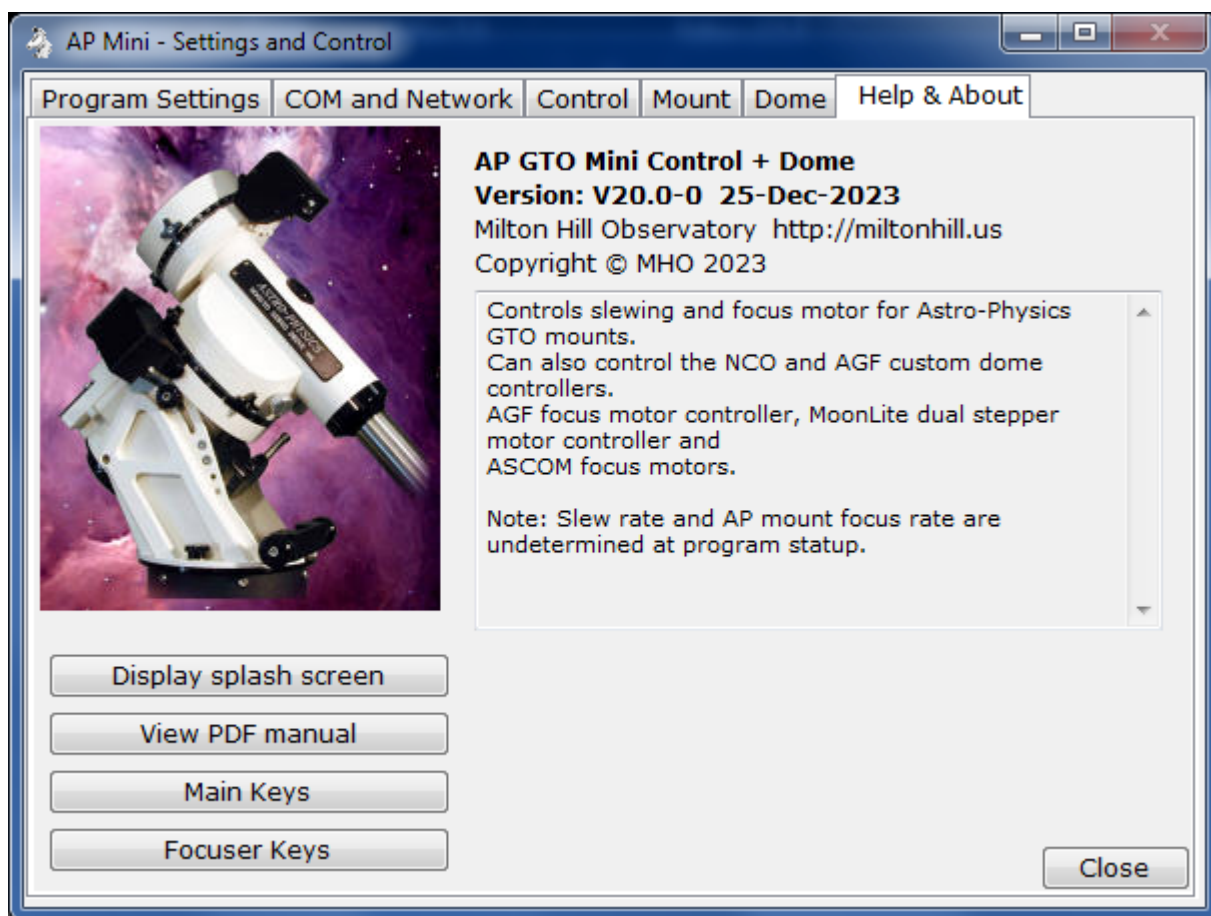 AP Mini - Settings and Control
Program Settings COM and Network Control Mount Dome Help & About
AP GTO Mini Control + Dome
Version: V20.0-0 25-Dec-2023
Milton Hill Observatory http://miltonhill.us
Copyright © MHO 2023
Controls slewing and focus motor for Astro-Physics
GTO mounts.
Can also control the NCO and AGF custom dome
controllers.
AGF focus motor controller, MoonLite dual stepper
motor controller and
ASCOM focus motors.
Note: Slew rate and AP mount focus rate are
undetermined at program statup.
ASTRO-PHYSICS
Display splash screen
View PDF manual
Main Keys
Focuser Keys
Close